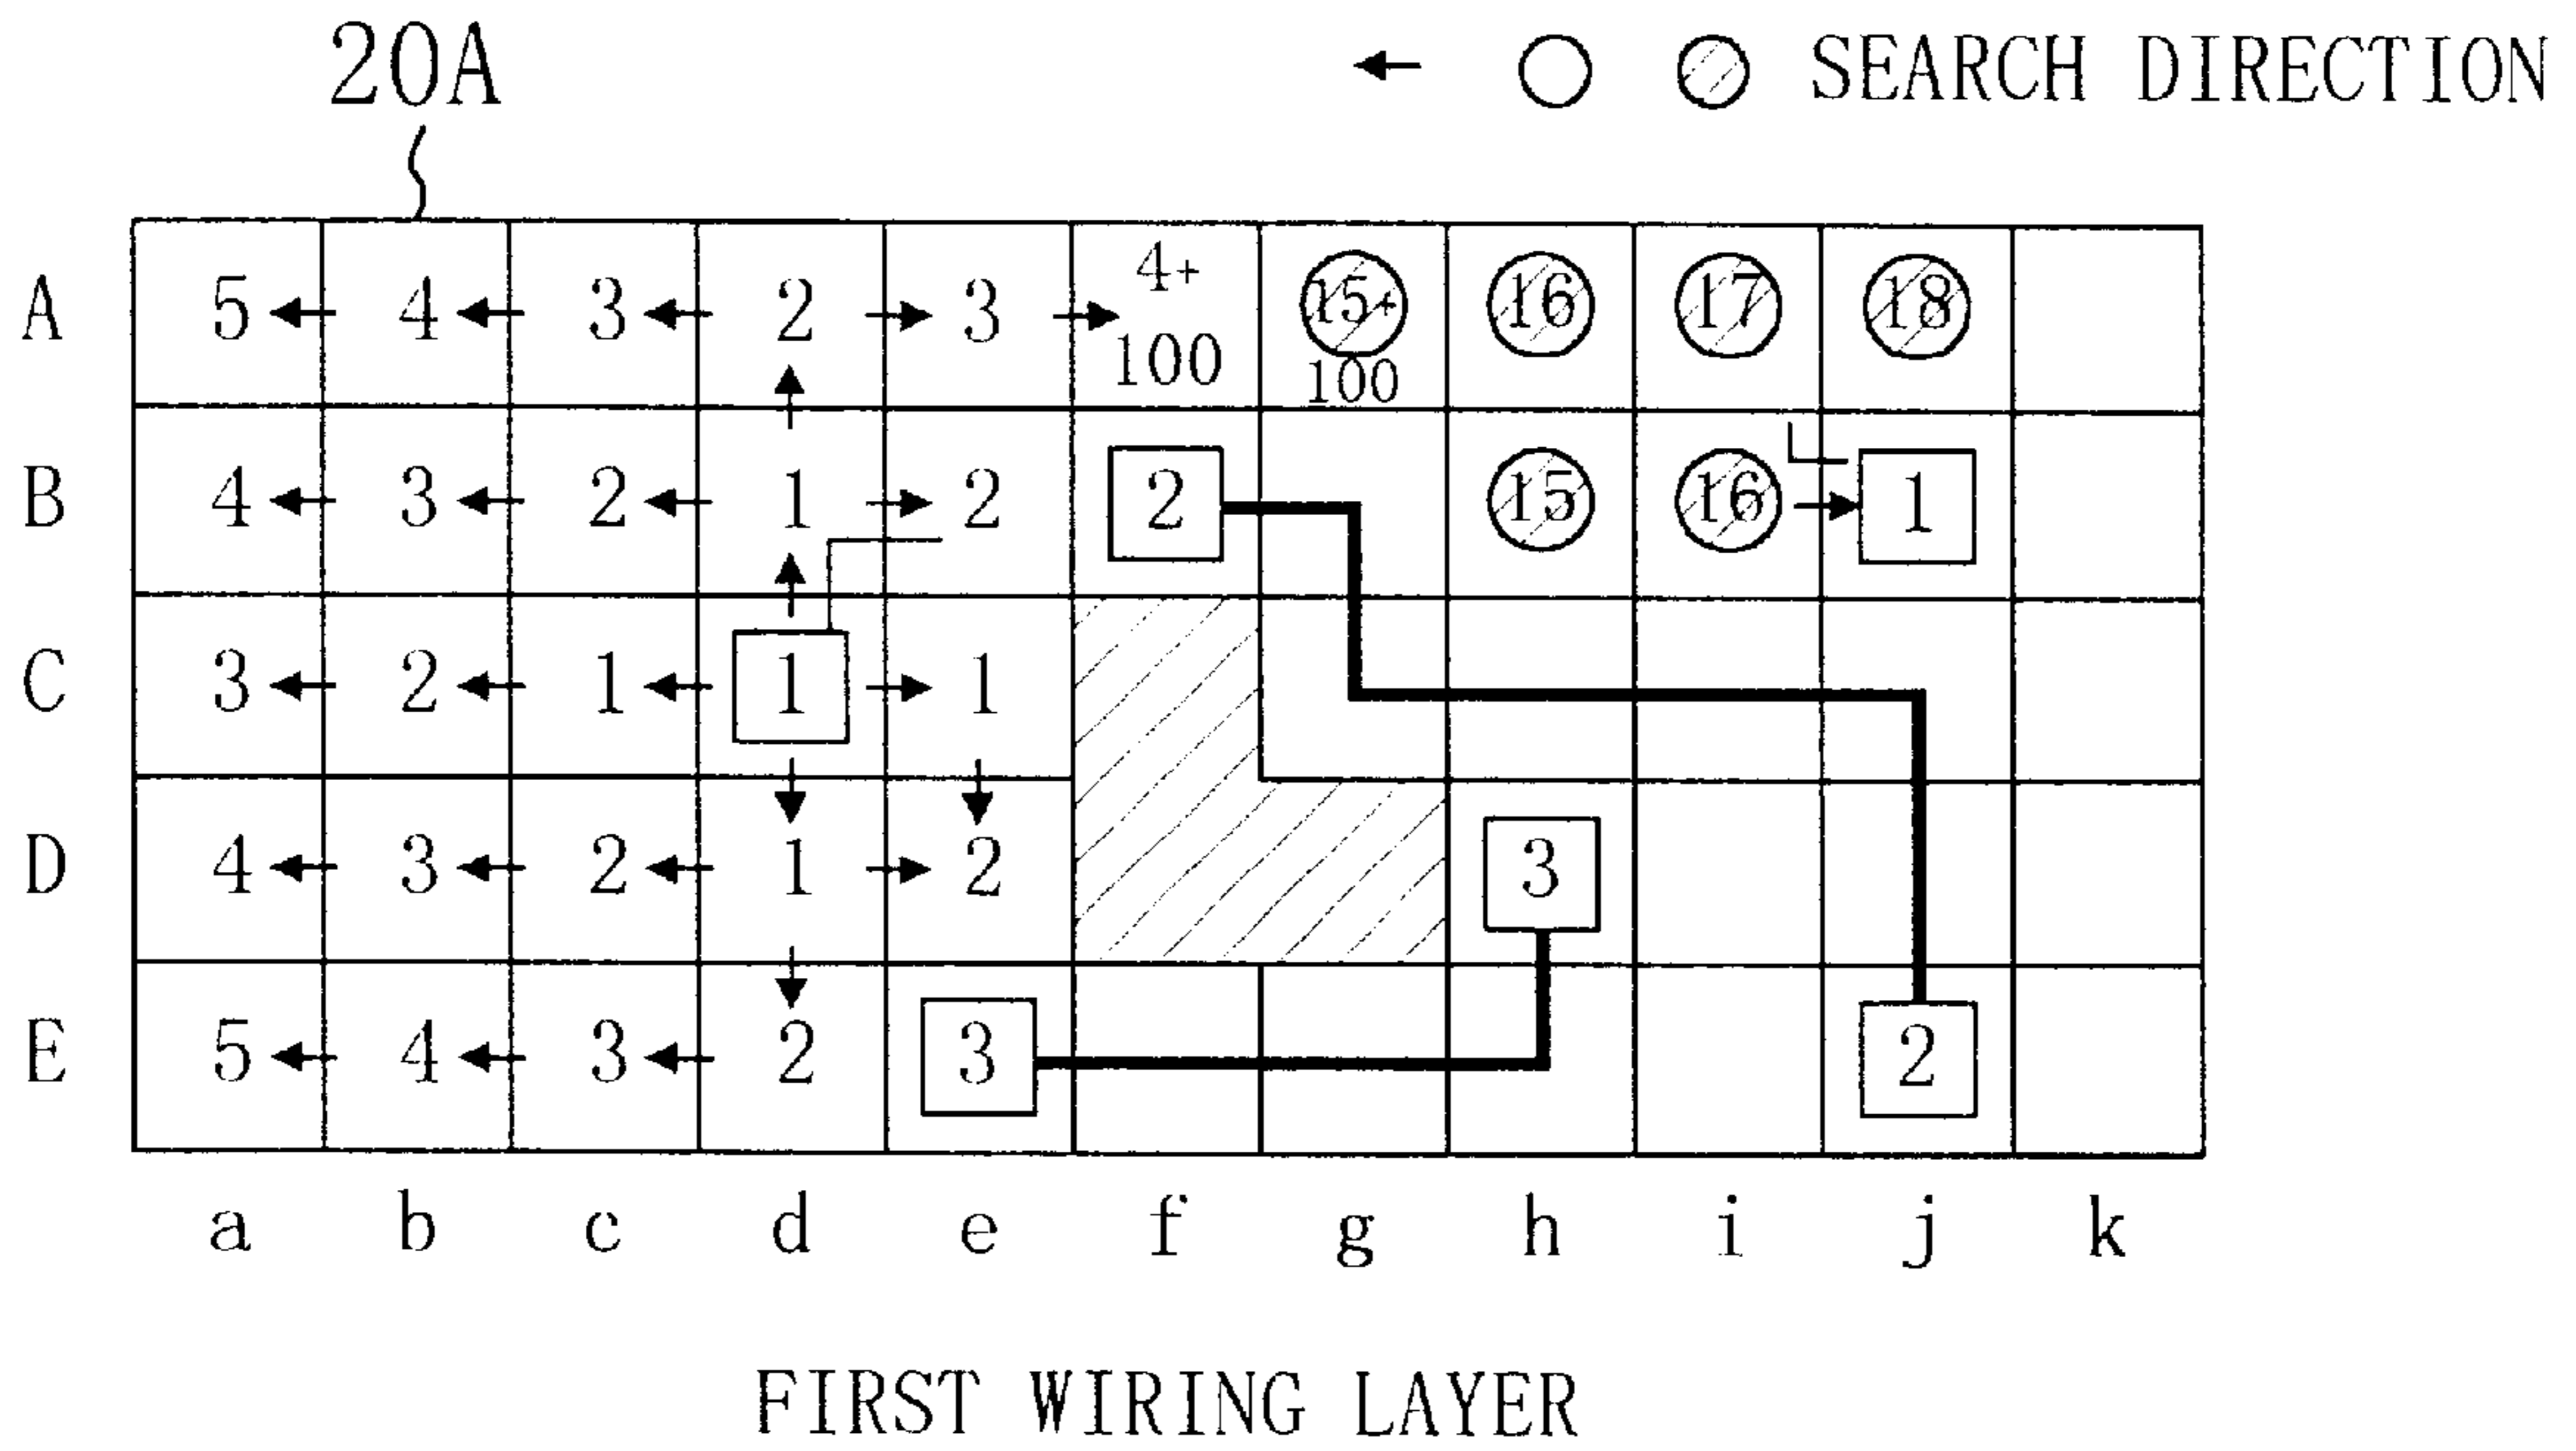 20A
← ○ ○ SEARCH DIRECTION
A 5 4 3 2 3 4+ 100 15+ 100 16 17 18
B 4 3 2 1 2 2 15 16 1
C 3 2 1 1 1
D 4 3 2 1 2 3
E 5 4 3 2 3 2
a b c d e f g h i j k
FIRST WIRING LAYER